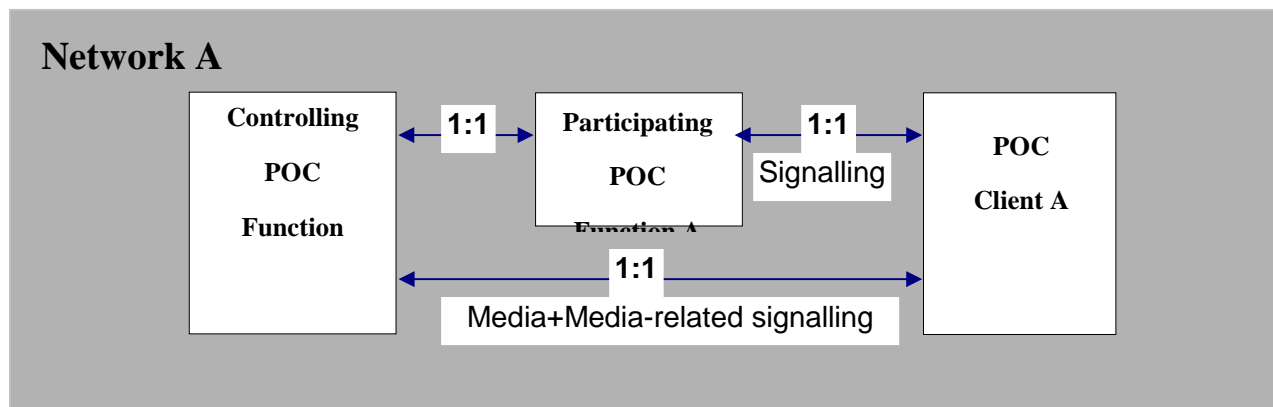 Network A
Controlling
POC
Function
1:1
Participating
POC
Function A
1:1
Signalling
POC
Client A
1:1
Media+Media-related signalling